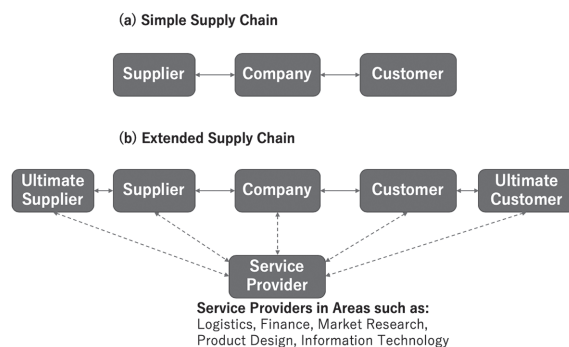 (a) Simple Supply Chain
Supplier
Company
Customer
(b) Extended Supply Chain
Ultimate
Supplier
Supplier
Company
Customer
Ultimate
Customer
Service
Provider
Service Providers in Areas such as:
Logistics, Finance, Market Research,
Product Design, Information Technology